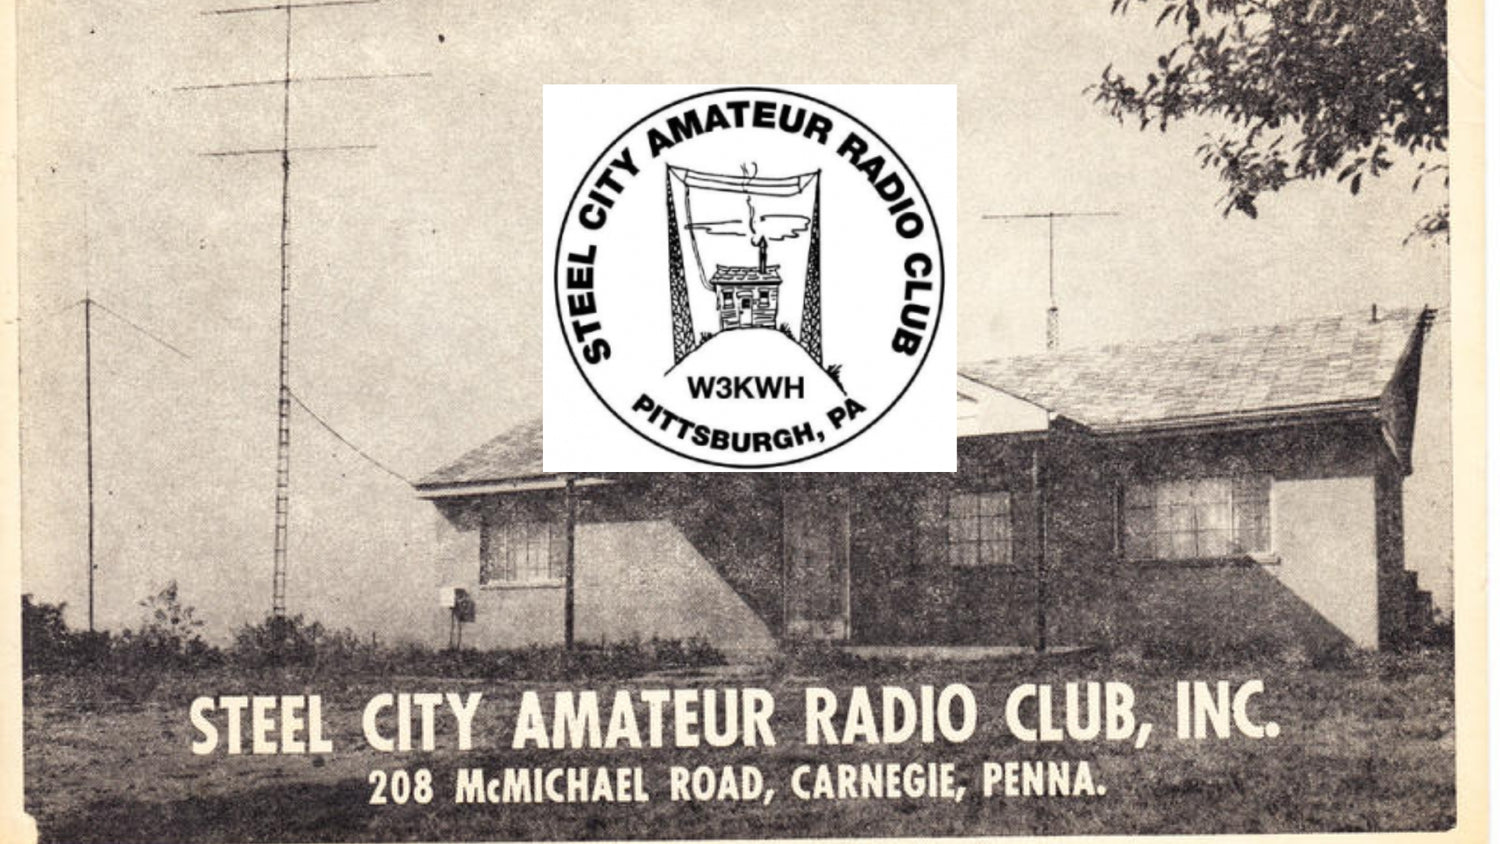 STEEL CITY AMATEUR RADIO CLUB
W3KWH
PITTSBURGH, PA
STEEL CITY AMATEUR RADIO CLUB, INC.
208 McMICHAEL ROAD, CARNEGIE, PENNA.